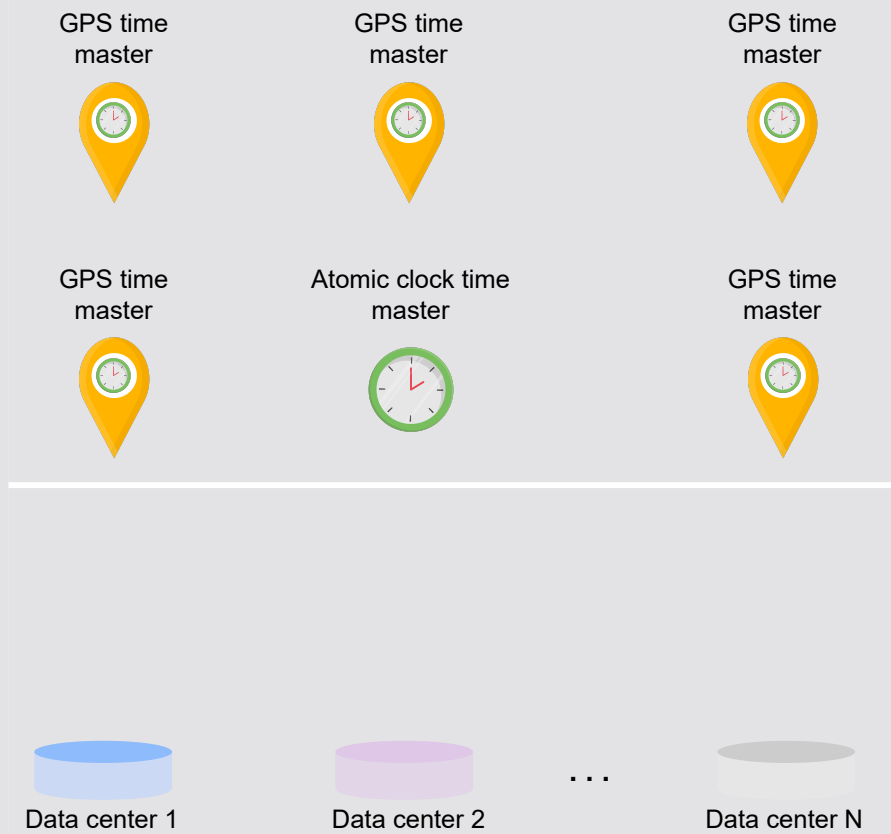 GPS time
master
GPS time
master
GPS time
master
GPS time
master
Atomic clock time
master
GPS time
master
...
Data center 1
Data center 2
Data center N